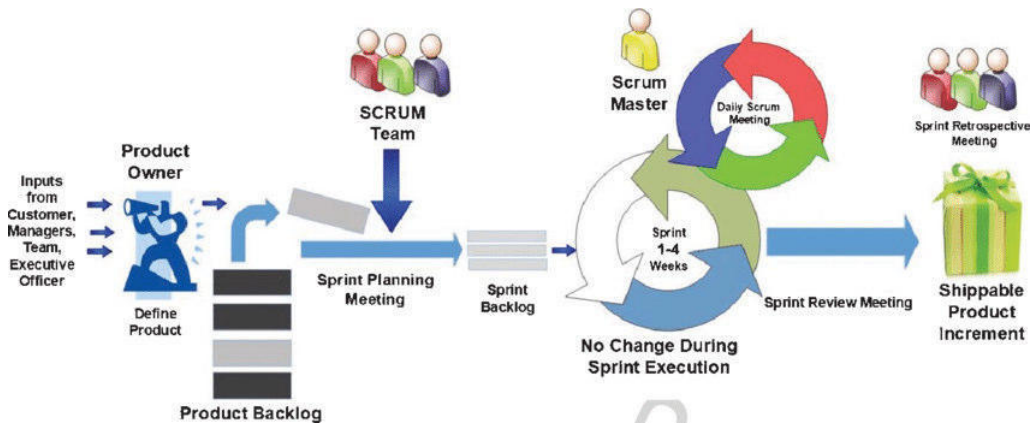 SCRUM
Team
Scrum
Master
Daily Scrum
Meeting
Sprint Retrospective
Meeting
Product
Owner
Inputs
from
Customer,
Managers,
Team,
Executive
Officer
Define
Product
Product Backlog
Sprint Planning
Meeting
Sprint
Backlog
Sprint
1-4
Weeks
No Change During
Sprint Execution
Sprint Review Meeting
Shippable
Product
Increment